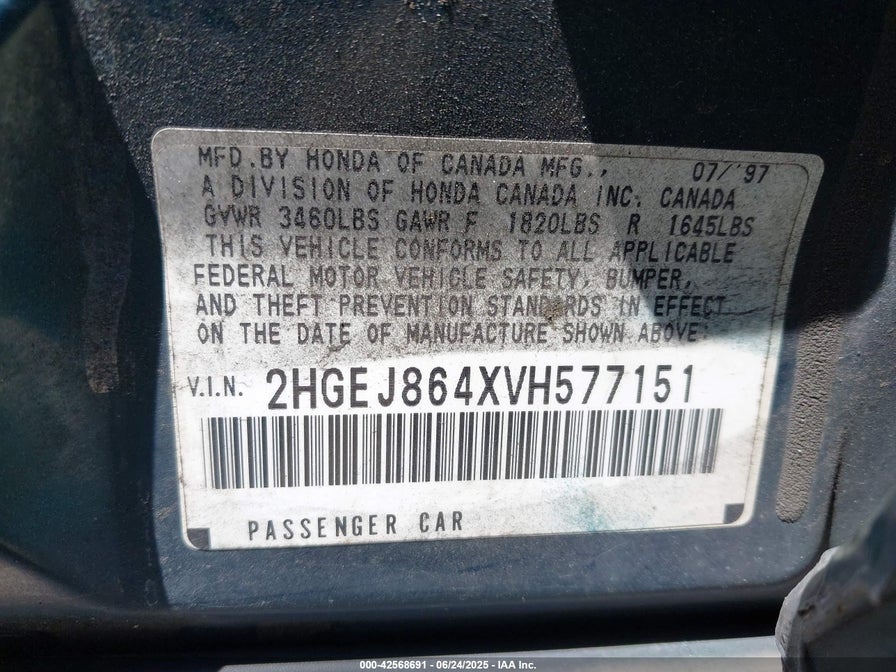 MFD.BY HONDA OF CANADA MFG., 07/'97
A DIVISION OF HONDA CANADA INC. CANADA
GVWR 3460LBS GAWR F 1820LBS R 1645LBS
THIS VEHICLE CONFORMS TO ALL APPLICABLE
FEDERAL MOTOR VEHICLE SAFETY, BUMPER,
AND THEFT PREVENTION STANDARDS IN EFFECT
ON THE DATE OF MANUFACTURE SHOWN ABOVE.
V.I.N. 2HGEJ864XVH577151
PASSENGER CAR
000-42568691 - 06/24/2025 - IAA Inc.